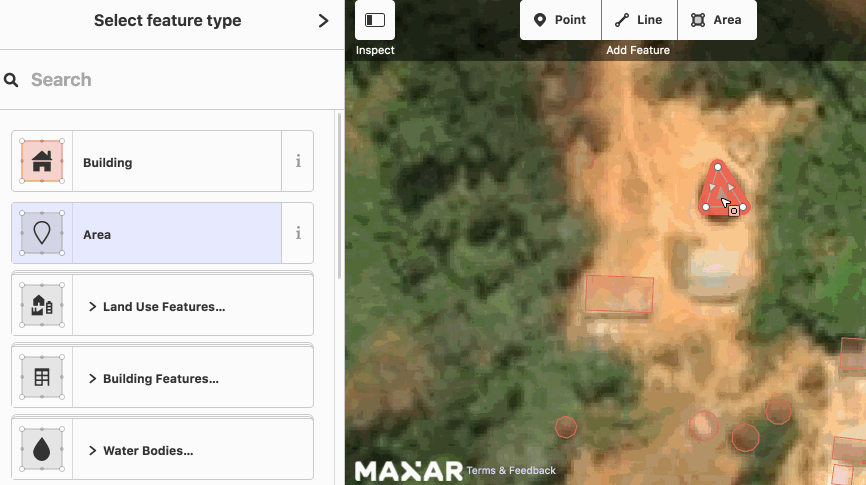 Select feature type
Search
Building
Area
Land Use Features...
Building Features...
Water Bodies...
Inspect
Point
Line
Area
Add Feature
MAXAR Terms & Feedback